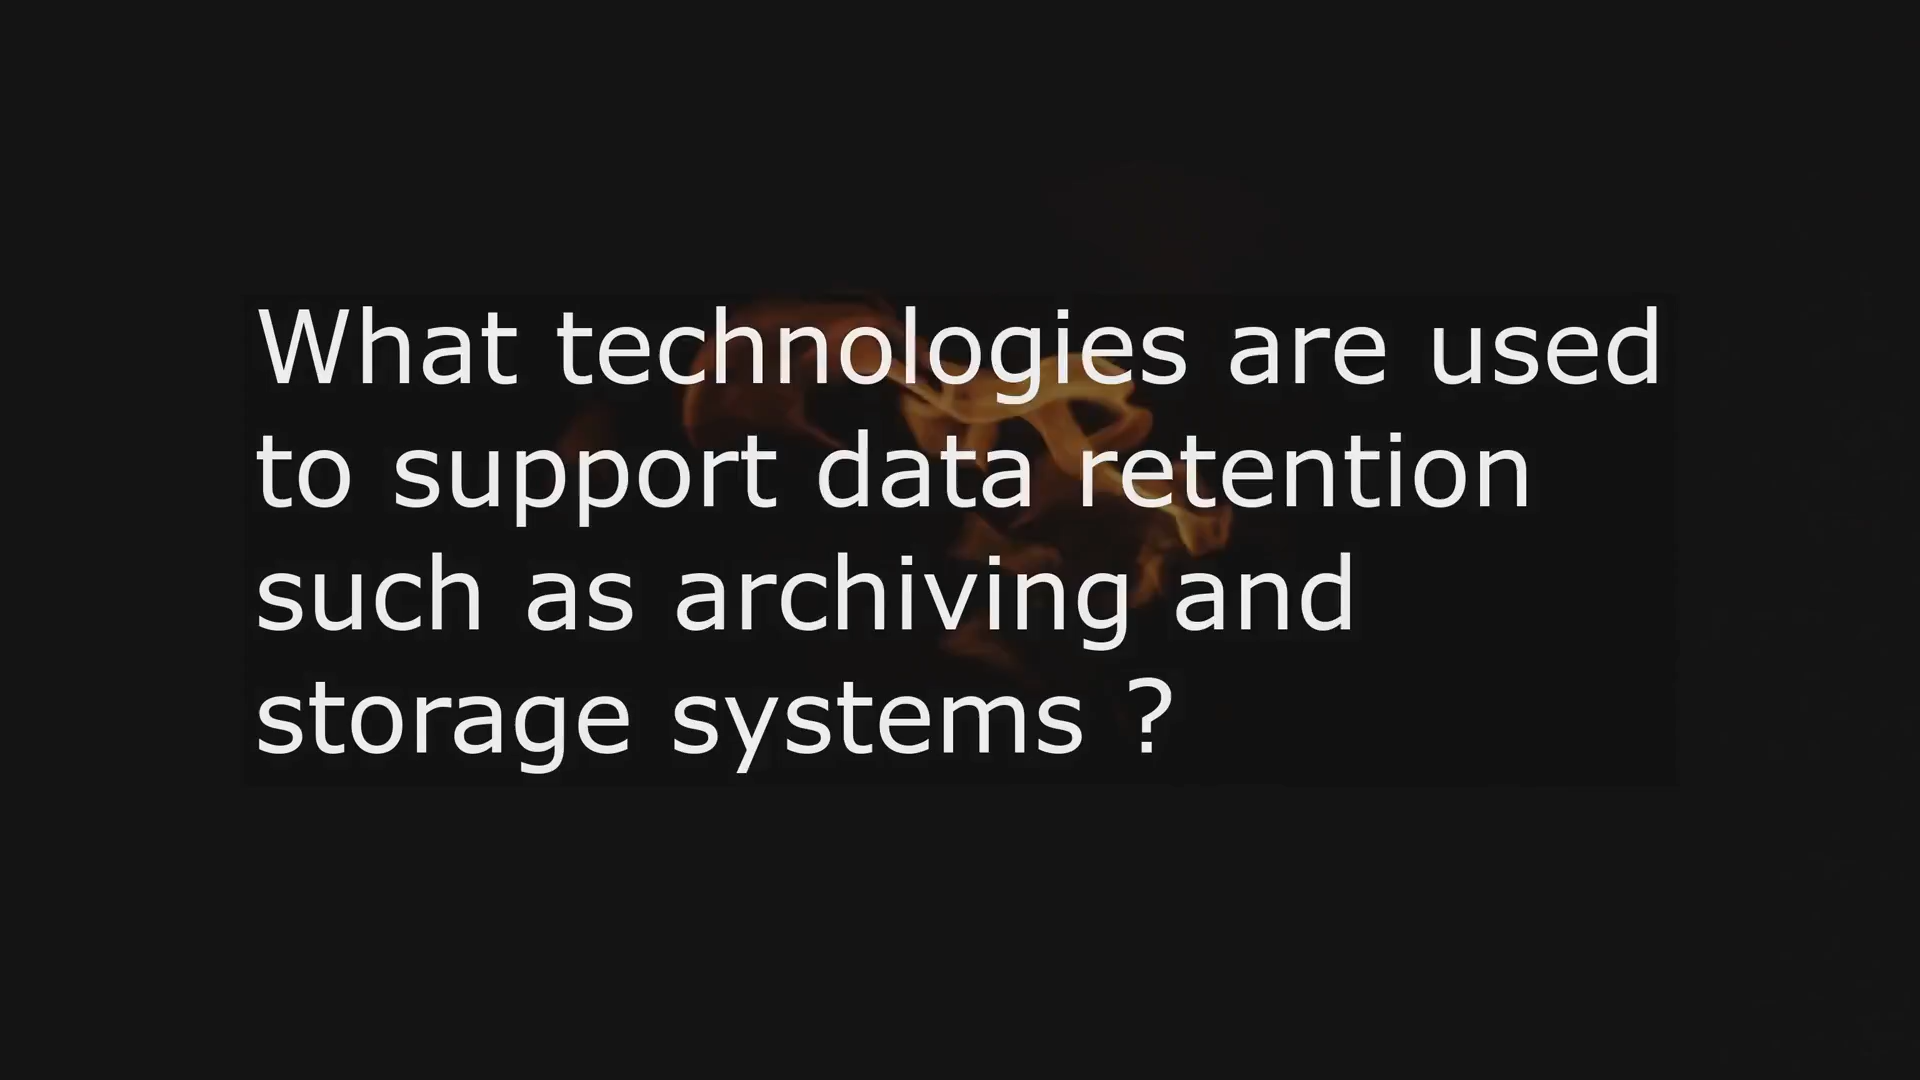 What technologies are used
to support data retention
such as archiving and
storage systems ?